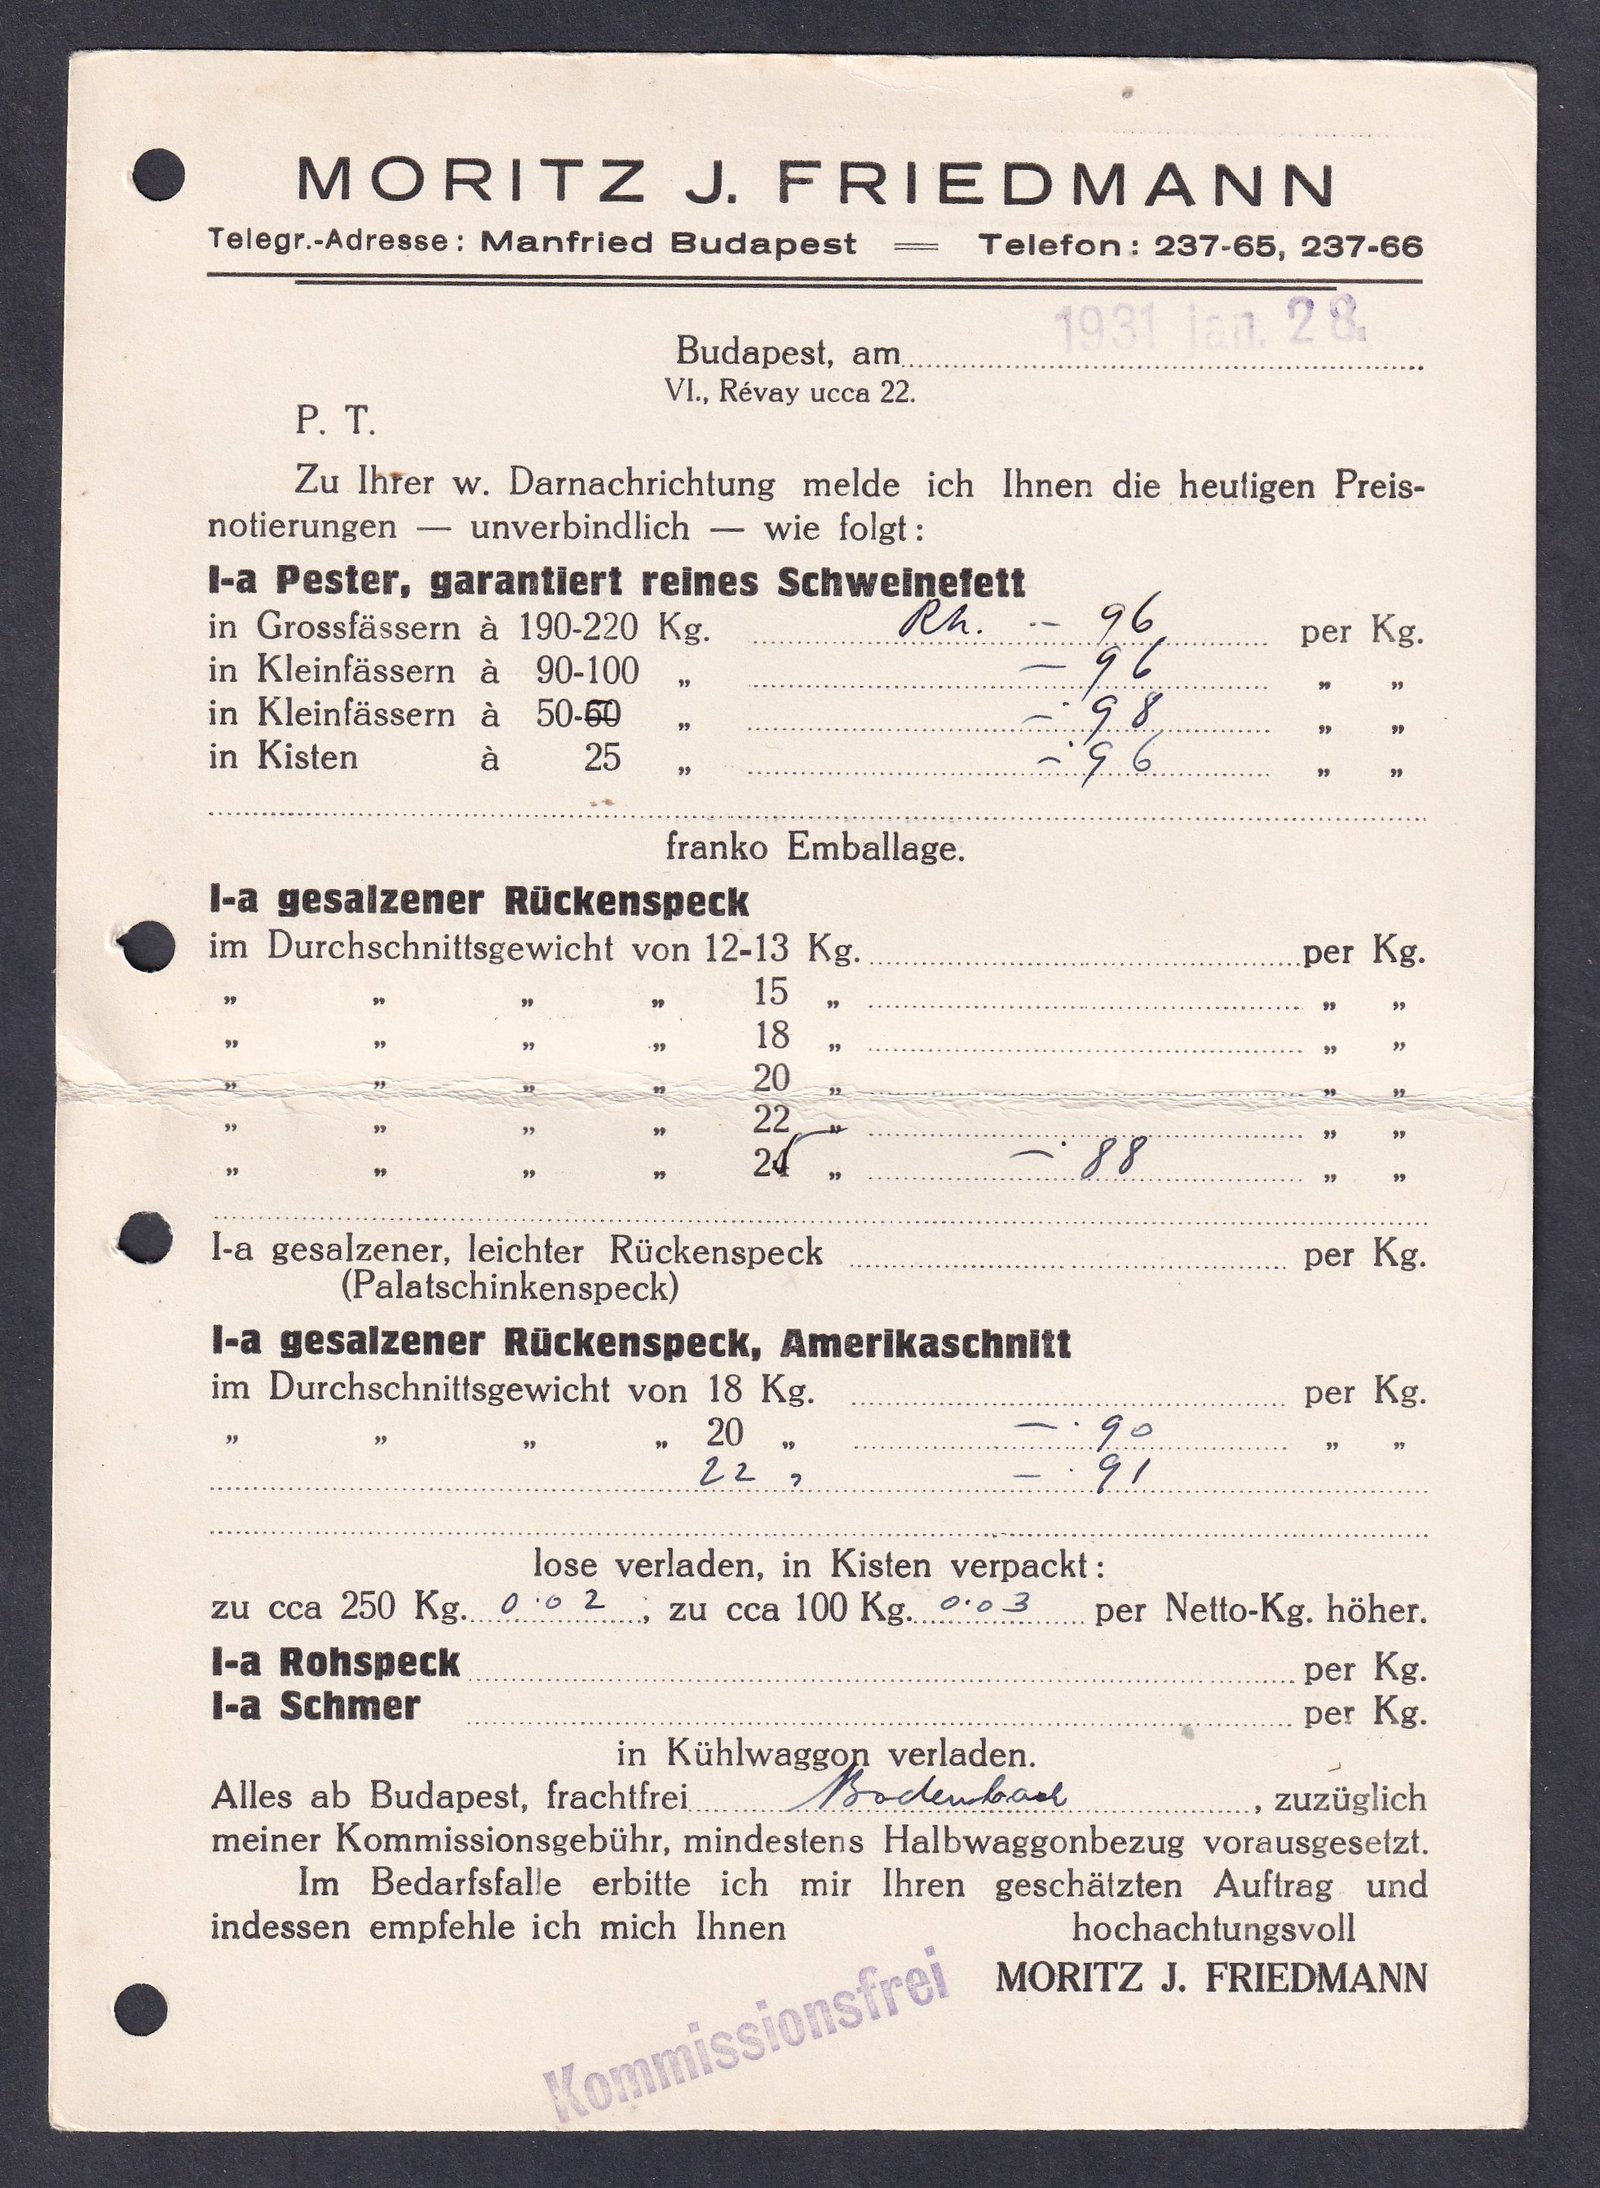 MORITZ J. FRIEDMANN
Telegr.-Adresse: Manfried Budapest = Telefon: 237-65, 237-66
1931 jan. 28.
Budapest, am
VI., Révay ucca 22.
P. T.
Zu Ihrer w. Darnachrichtung melde ich Ihnen die heutigen Preis-
notierungen — unverbindlich — wie folgt:
I-a Pester, garantiert reines Schweinefett
in Grossfässern à 190-220 Kg. Rh. — 96 per Kg.
in Kleinfässern à 90-100 „ — 96 „ „
in Kleinfässern à 50-60 „ —·98 „ „
in Kisten à 25 „ —·96 „ „
franko Emballage.
I-a gesalzener Rückenspeck
im Durchschnittsgewicht von 12-13 Kg. per Kg.
„ „ „ „ 15 „ „ „
„ „ „ „ 18 „ „ „
„ „ „ „ 20 „ „ „
„ „ „ „ 22 „ „ „
„ „ „ „ 24 „ —·88 „ „
I-a gesalzener, leichter Rückenspeck per Kg.
(Palatschinkenspeck)
I-a gesalzener Rückenspeck, Amerikaschnitt
im Durchschnittsgewicht von 18 Kg. per Kg.
„ „ „ „ 20 „ —·90 „ „
22 „ —·91
lose verladen, in Kisten verpackt:
zu cca 250 Kg. 0·02; zu cca 100 Kg. 0·03 per Netto-Kg. höher.
I-a Rohspeck per Kg.
I-a Schmer per Kg.
in Kühlwaggon verladen.
Alles ab Budapest, frachtfrei Bodenbach, zuzüglich
meiner Kommissionsgebühr, mindestens Halbwaggonbezug vorausgesetzt.
Im Bedarfsfalle erbitte ich mir Ihren geschätzten Auftrag und
indessen empfehle ich mich Ihnen hochachtungsvoll
MORITZ J. FRIEDMANN
Kommissionsfrei